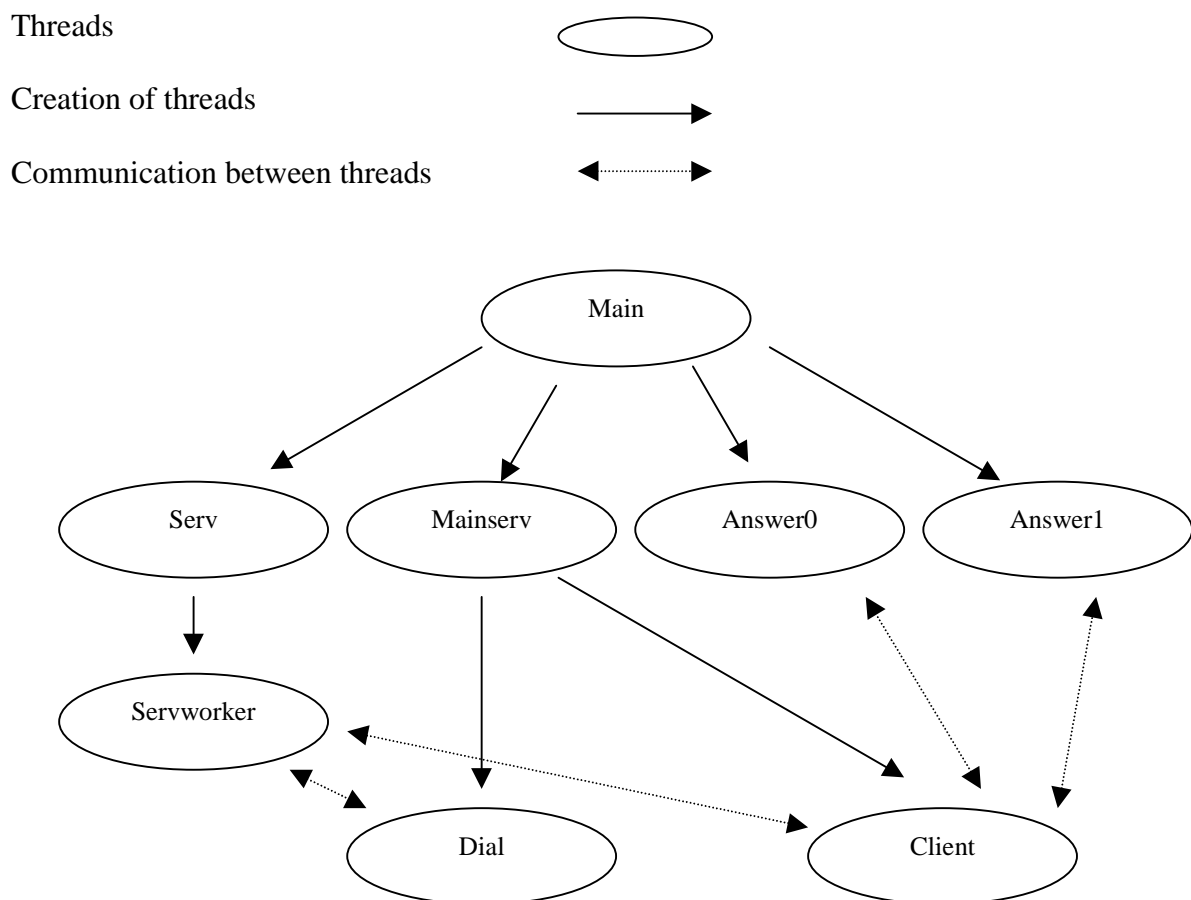 Threads
Creation of threads
Communication between threads
Main
Serv
Mainserv
Answer0
Answer1
Servworker
Dial
Client